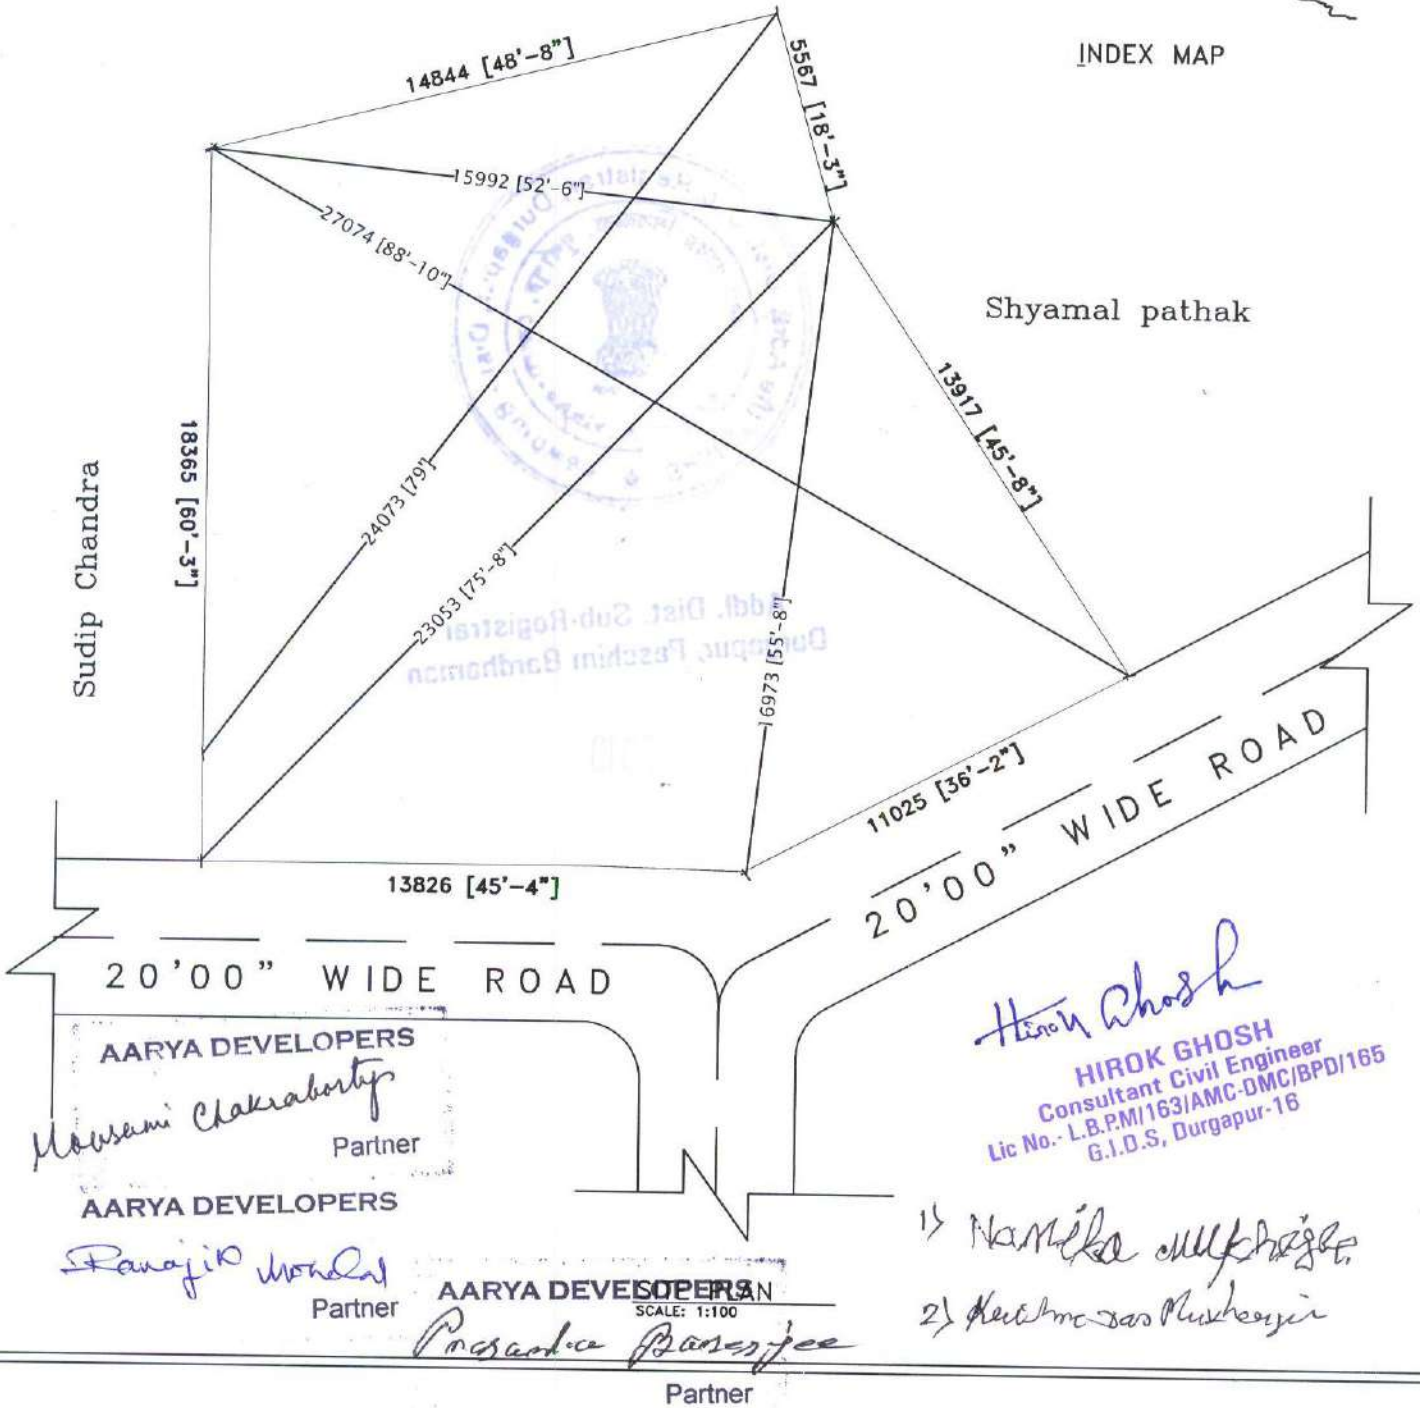 INDEX MAP
14844 [48'-8"]
5567 [18'-3"]
15992 [52'-6"]
27074 [88'-10"]
Shyamal pathak
13917 [45'-8"]
18365 [60'-3"]
Sudip Chandra
24073 [79']
23053 [75'-8"]
16973 [55'-8"]
Addl. Dist. Sub-Registrar
Durgapur, Paschim Bardhaman
11025 [36'-2"]
13826 [45'-4"]
20'00" WIDE ROAD
20'00" WIDE ROAD
AARYA DEVELOPERS
Mousami Chakraborty
Partner
AARYA DEVELOPERS
Ranajit Mondal
Partner
AARYA DEVELOPERS
SITE PLAN
SCALE: 1:100
Prasanta Banerjee
Partner
Hirok Ghosh
HIROK GHOSH
Consultant Civil Engineer
Lic No.- L.B.P.M/163/AMC-DMC/BPD/165
G.I.D.S, Durgapur-16
1)
2)